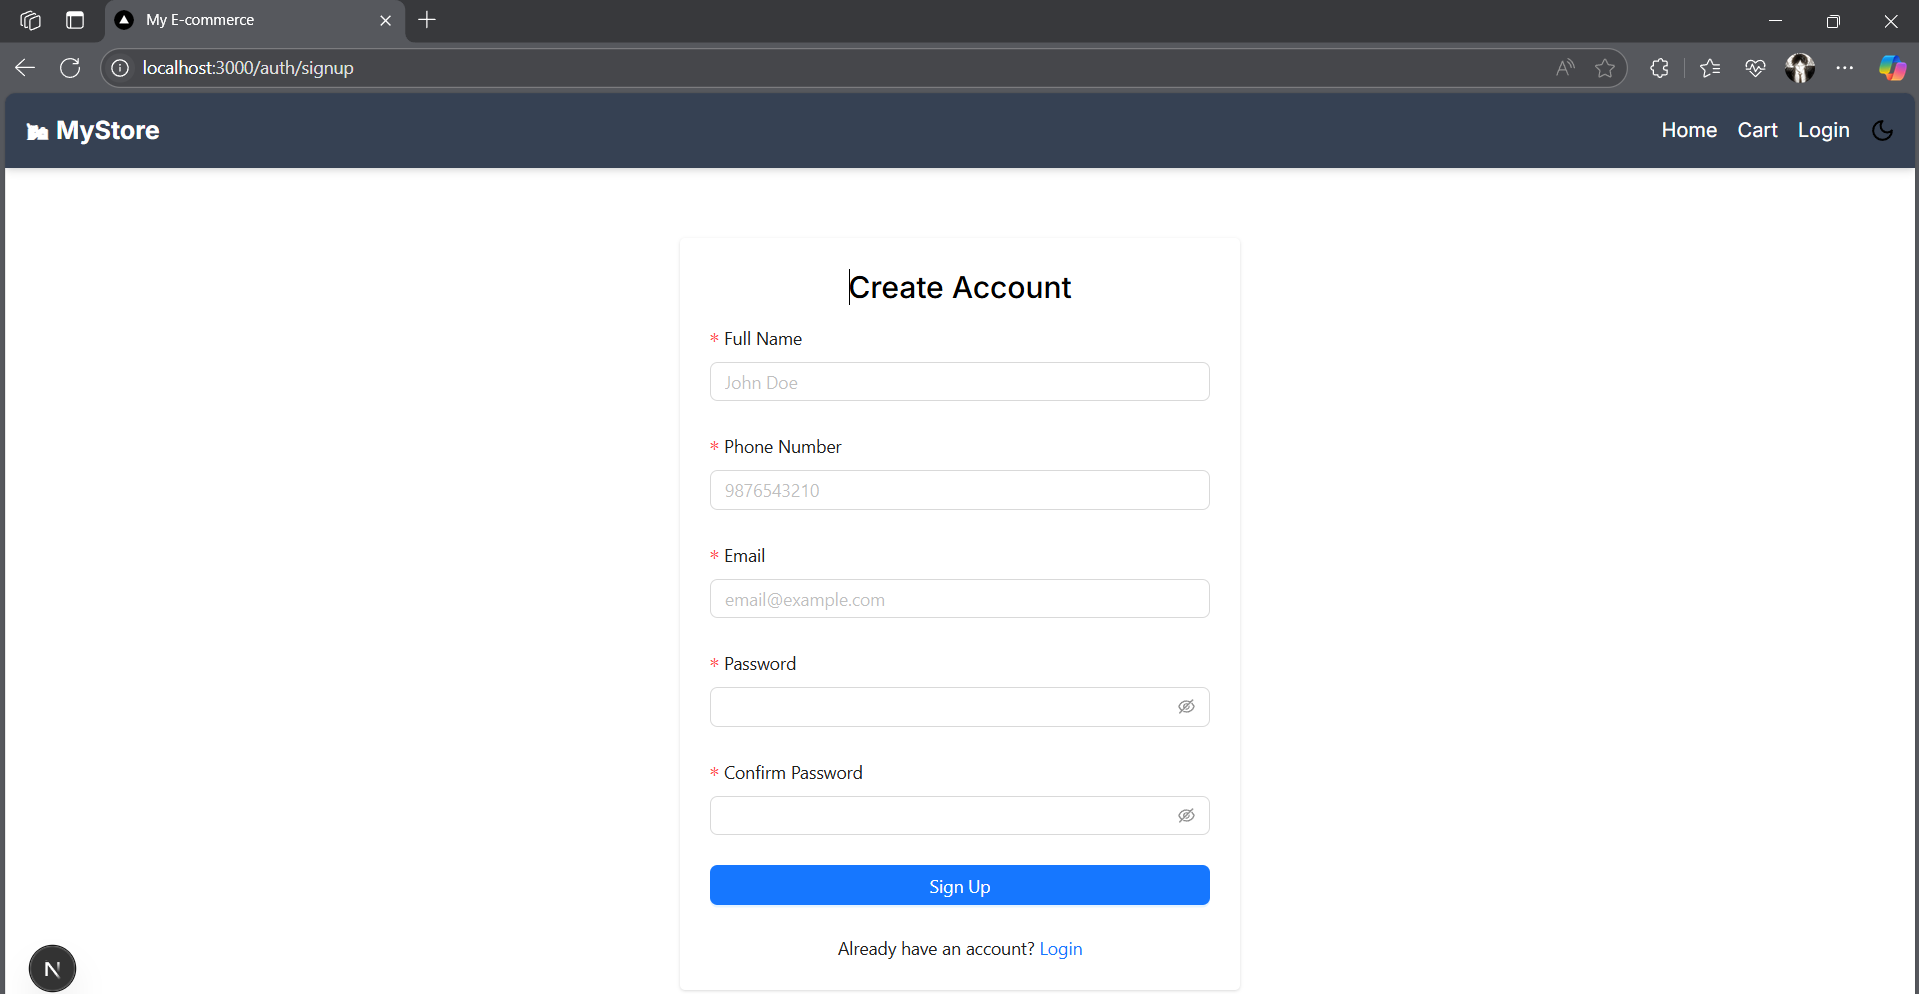 My E-commerce
localhost:3000/auth/signup
MyStore
Home Cart Login
Create Account
* Full Name
John Doe
* Phone Number
9876543210
* Email
email@example.com
* Password
* Confirm Password
Sign Up
Already have an account? Login
N